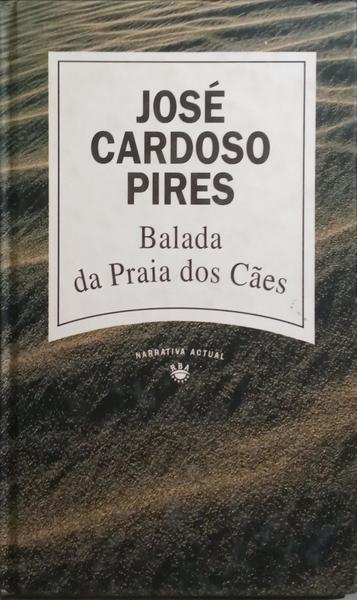 JOSÉ
CARDOSO
PIRES
Balada
da Praia dos Cães
NARRATIVA ACTUAL
RBA